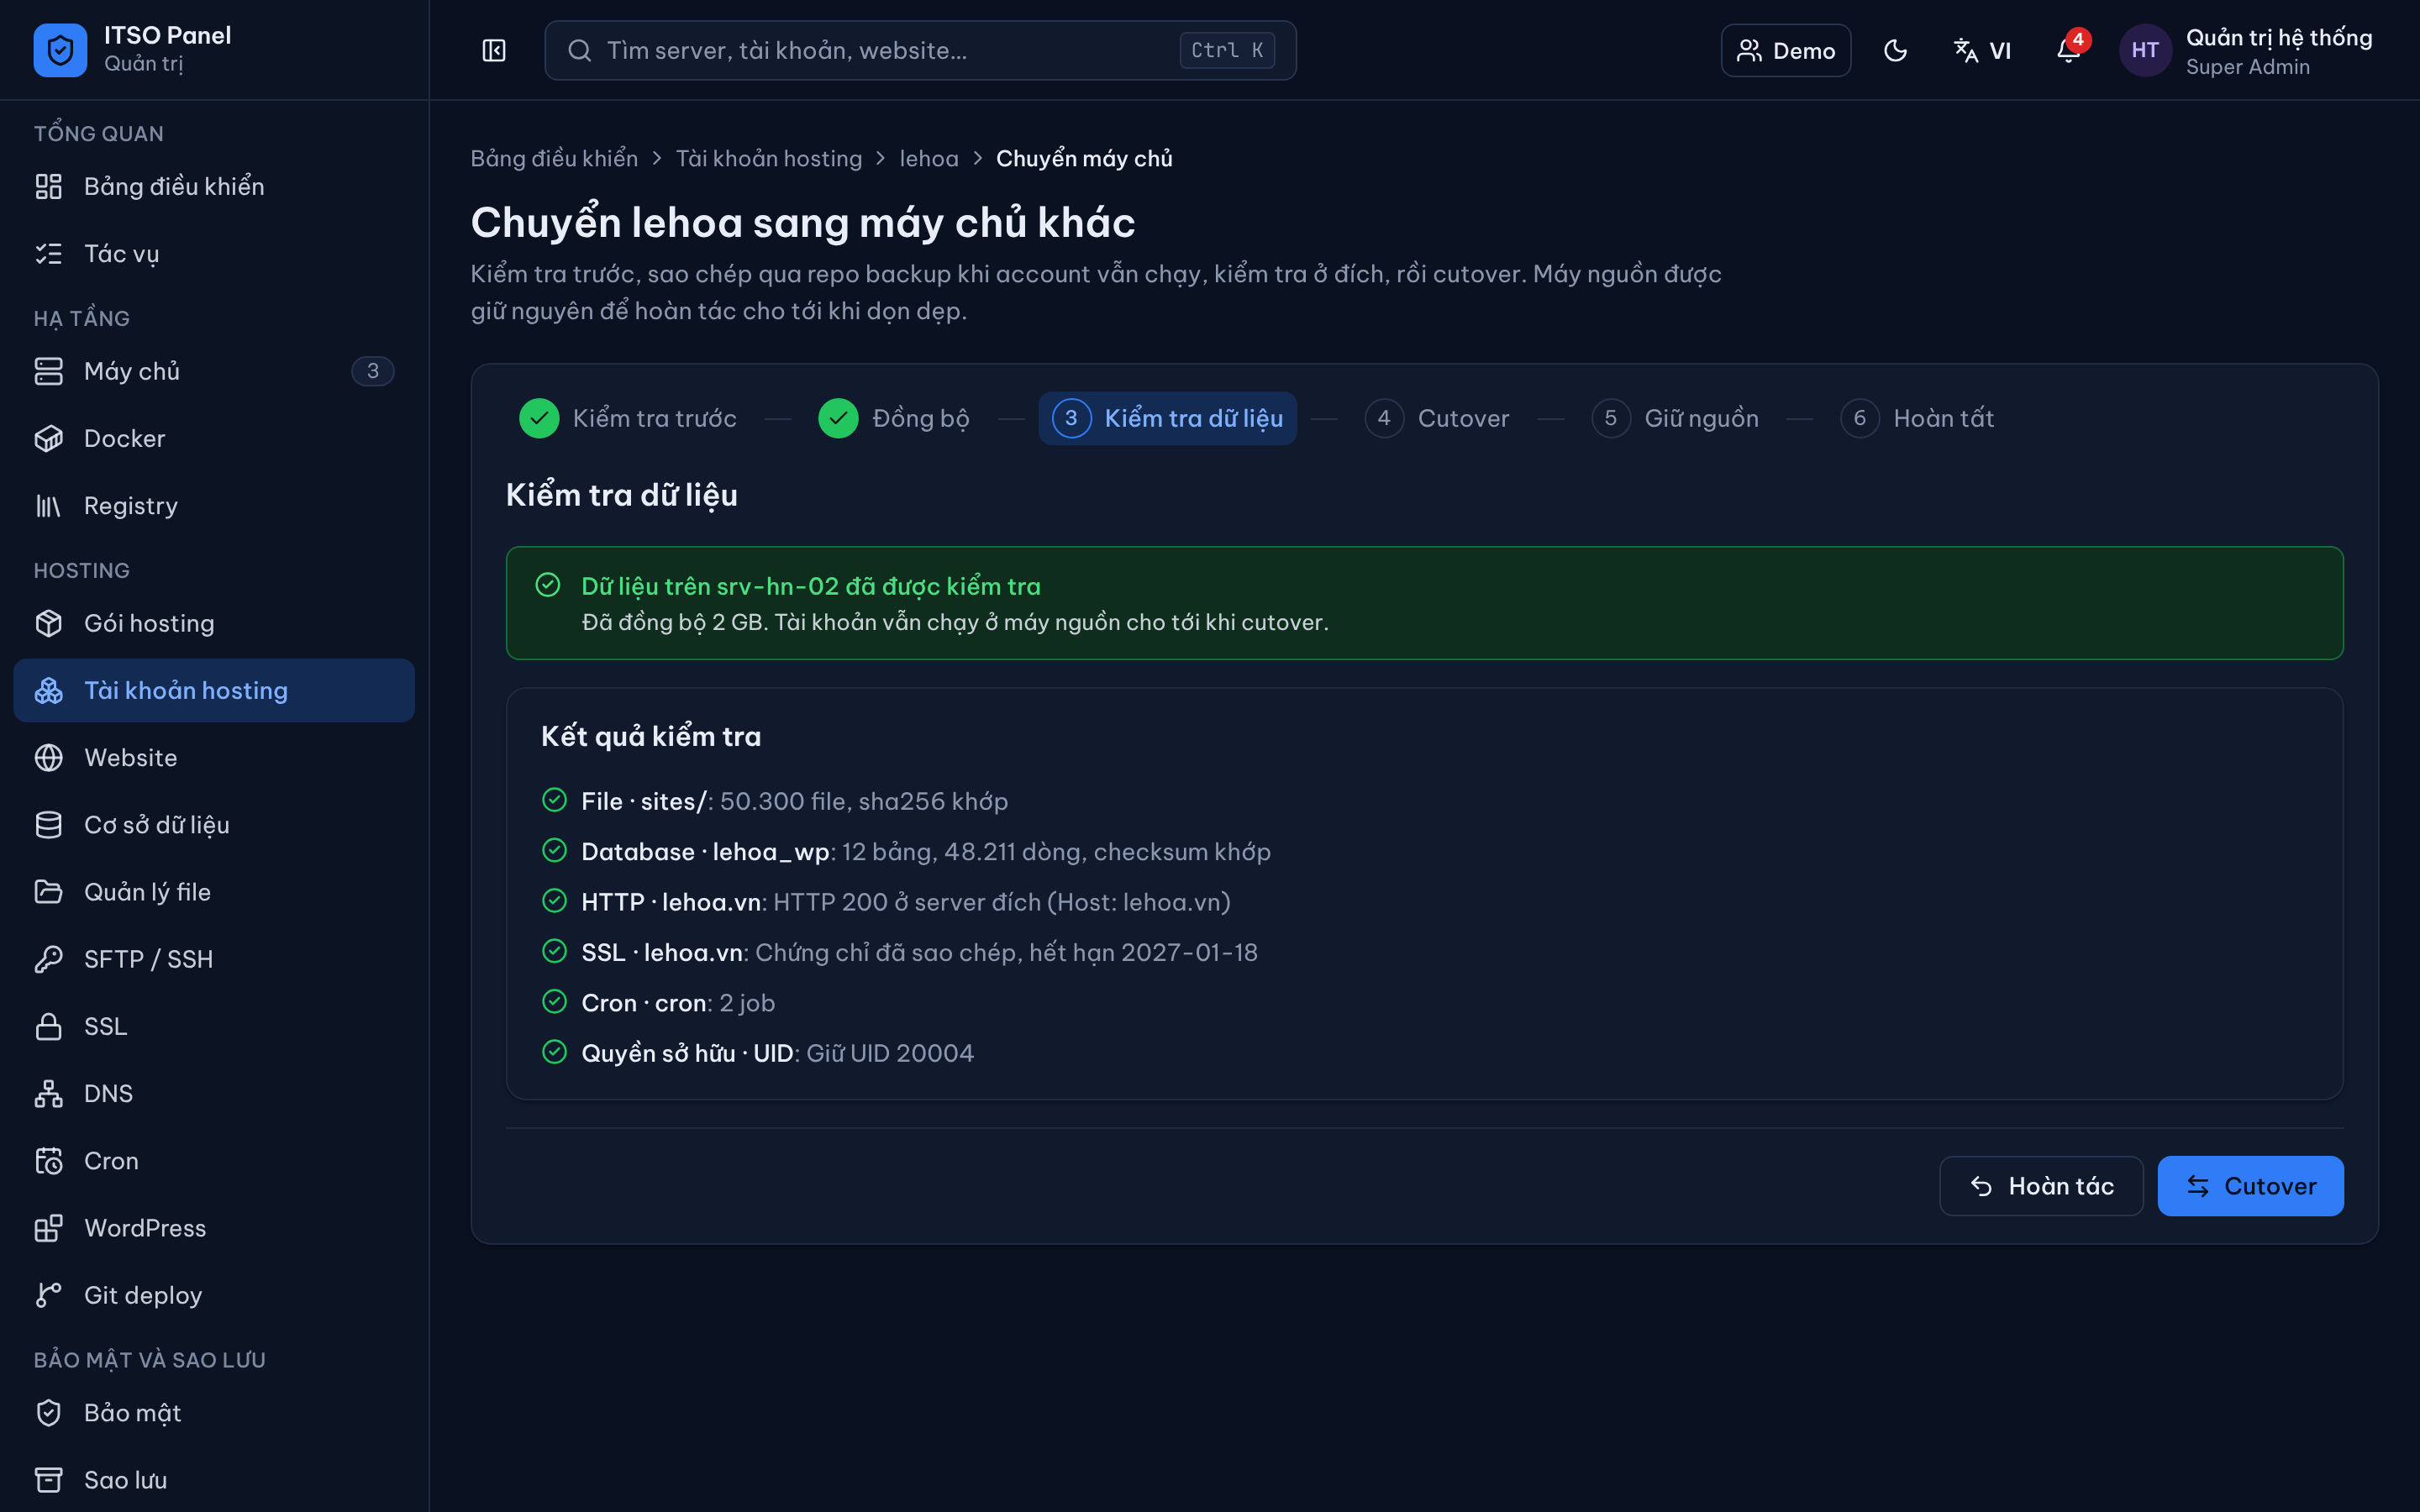 ITSO Panel
Quản trị
Tìm server, tài khoản, website...
Ctrl K
Demo
VI
4
HT
Quản trị hệ thống
Super Admin
TỔNG QUAN
Bảng điều khiển
Tác vụ
HẠ TẦNG
Máy chủ
3
Docker
Registry
HOSTING
Gói hosting
Tài khoản hosting
Website
Cơ sở dữ liệu
Quản lý file
SFTP / SSH
SSL
DNS
Cron
WordPress
Git deploy
BẢO MẬT VÀ SAO LƯU
Bảo mật
Sao lưu
Bảng điều khiển > Tài khoản hosting > lehoa > Chuyển máy chủ
Chuyển lehoa sang máy chủ khác
Kiểm tra trước, sao chép qua repo backup khi account vẫn chạy, kiểm tra ở đích, rồi cutover. Máy nguồn được
giữ nguyên để hoàn tác cho tới khi dọn dẹp.
Kiểm tra trước
Đồng bộ
3 Kiểm tra dữ liệu
4 Cutover
5 Giữ nguồn
6 Hoàn tất
Kiểm tra dữ liệu
Dữ liệu trên srv-hn-02 đã được kiểm tra
Đã đồng bộ 2 GB. Tài khoản vẫn chạy ở máy nguồn cho tới khi cutover.
Kết quả kiểm tra
File · sites/: 50.300 file, sha256 khớp
Database · lehoa_wp: 12 bảng, 48.211 dòng, checksum khớp
HTTP · lehoa.vn: HTTP 200 ở server đích (Host: lehoa.vn)
SSL · lehoa.vn: Chứng chỉ đã sao chép, hết hạn 2027-01-18
Cron · cron: 2 job
Quyền sở hữu · UID: Giữ UID 20004
Hoàn tác
Cutover